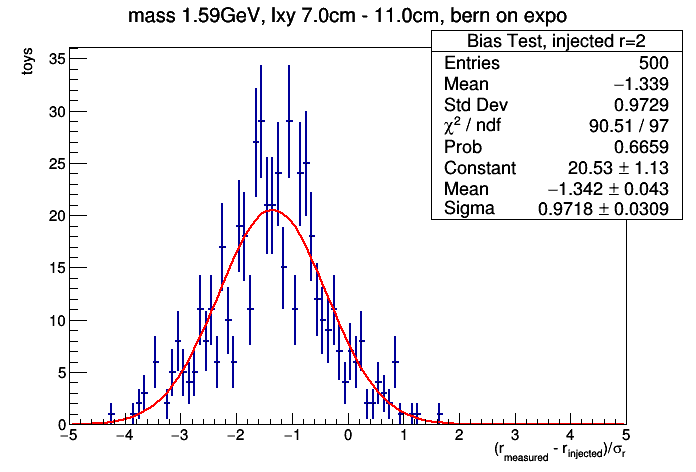 mass 1.59GeV, lxy 7.0cm - 11.0cm, bern on expo
Bias Test, injected r=2
Entries 500
Mean −1.339
Std Dev 0.9729
χ² / ndf 90.51 / 97
Prob 0.6659
Constant 20.53 ± 1.13
Mean −1.342 ± 0.043
Sigma 0.9718 ± 0.0309
toys
35
30
25
20
15
10
5
0
−5 −4 −3 −2 −1 0 1 2 3 4 5
(r_measured - r_injected)/σ_r